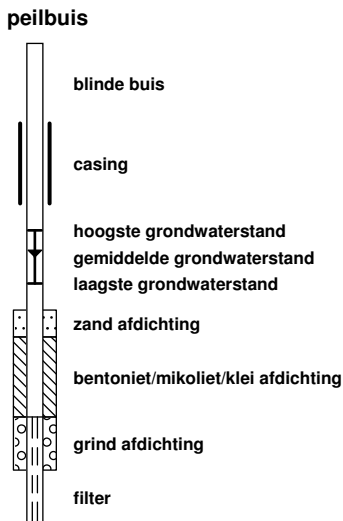 peilbuis
blinde buis
casing
hoogste grondwaterstand
gemiddelde grondwaterstand
laagste grondwaterstand
zand afdichting
bentoniet/mikoliet/klei afdichting
grind afdichting
filter